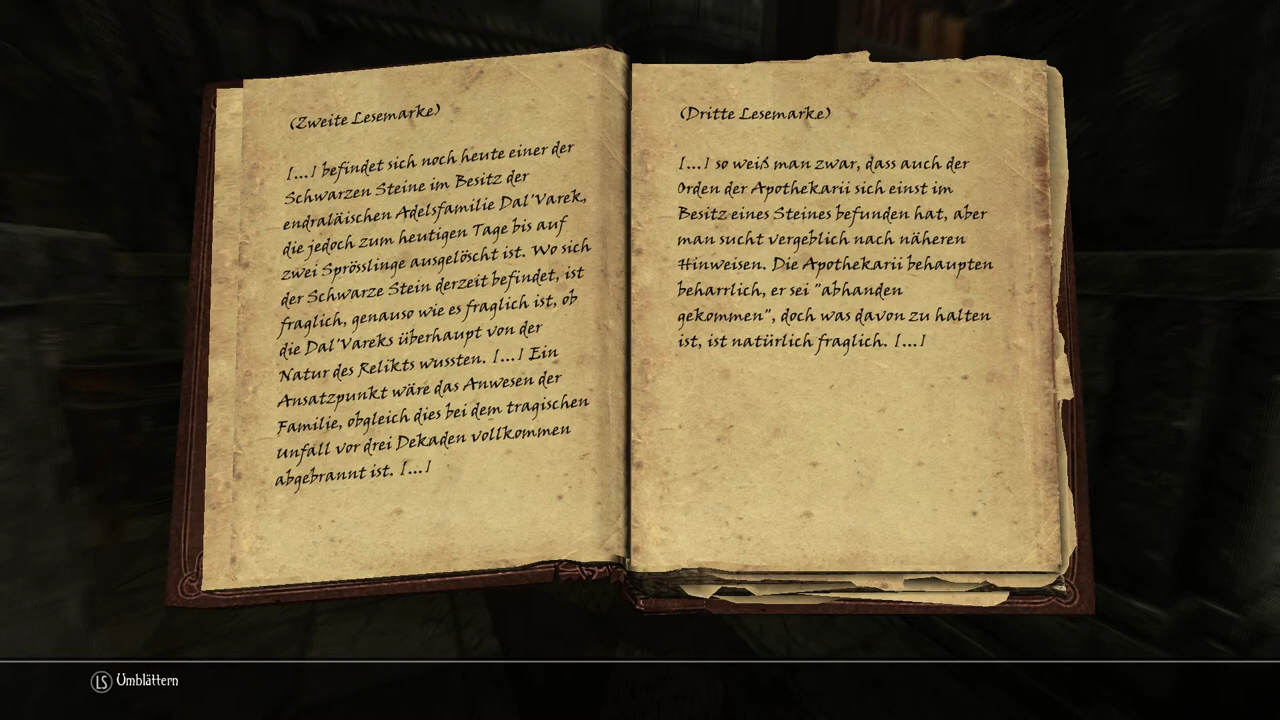 (Zweite Lesemarke)
[...] befindet sich noch heute einer der
Schwarzen Steine im Besitz der
endraläischen Adelsfamilie Dal'Varek,
die jedoch zum heutigen Tage bis auf
zwei Sprösslinge ausgelöscht ist. Wo sich
der Schwarze Stein derzeit befindet, ist
fraglich, genauso wie es fraglich ist, ob
die Dal'Vareks überhaupt von der
Natur des Relikts wussten. [...] Ein
Ansatzpunkt wäre das Anwesen der
Familie, obgleich dies bei dem tragischen
Unfall vor drei Dekaden vollkommen
abgebrannt ist. [...]
(Dritte Lesemarke)
[...] so weiß man zwar, dass auch der
Orden der Apothekarii sich einst im
Besitz eines Steines befunden hat, aber
man sucht vergeblich nach näheren
Hinweisen. Die Apothekarii behaupten
beharrlich, er sei "abhanden
gekommen", doch was davon zu halten
ist, ist natürlich fraglich. [...]
LS Umblättern